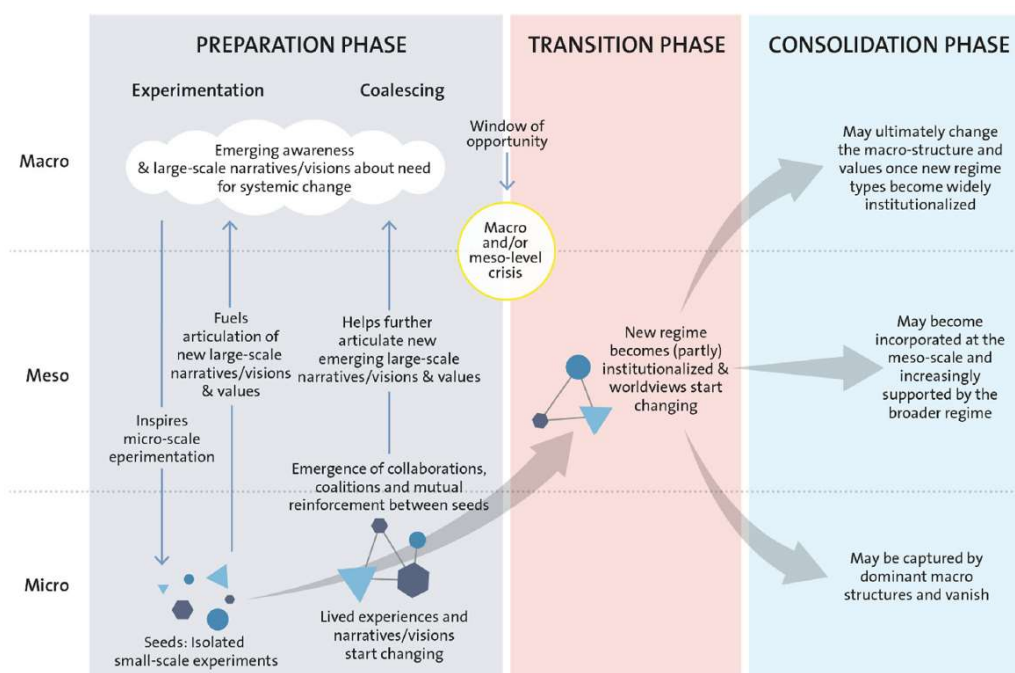 PREPARATION PHASE
TRANSITION PHASE
CONSOLIDATION PHASE
Experimentation
Coalescing
Macro
Emerging awareness
& large-scale narratives/visions about need
for systemic change
Window of
opportunity
Macro
and/or
meso-level
crisis
May ultimately change
the macro-structure and
values once new regime
types become widely
institutionalized
Meso
Inspires
micro-scale
eperimentation
Fuels
articulation of
new large-scale
narratives/visions
& values
Helps further
articulate new
emerging large-scale
narratives/visions & values
New regime
becomes (partly)
institutionalized &
worldviews start
changing
May become
incorporated at the
meso-scale and
increasingly
supported by the
broader regime
Emergence of collaborations,
coalitions and mutual
reinforcement between seeds
Micro
Seeds: Isolated
small-scale experiments
Lived experiences and
narratives/visions
start changing
May be captured by
dominant macro
structures and vanish